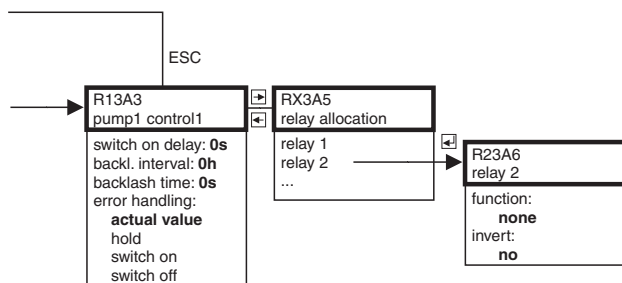 ESC
R13A3
pump1 control1
switch on delay: 0s
backl. interval: 0h
backlash time: 0s
error handling:
actual value
hold
switch on
switch off
RX3A5
relay allocation
relay 1
relay 2
...
R23A6
relay 2
function:
none
invert:
no